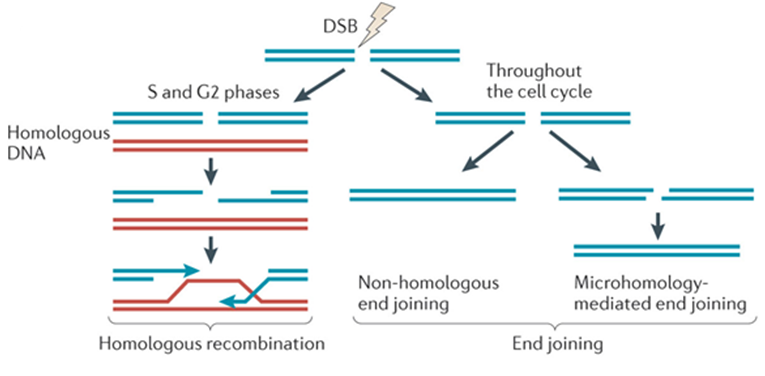 DSB
S and G2 phases
Throughout
the cell cycle
Homologous
DNA
Non-homologous
end joining
Microhomology-
mediated end joining
Homologous recombination
End joining